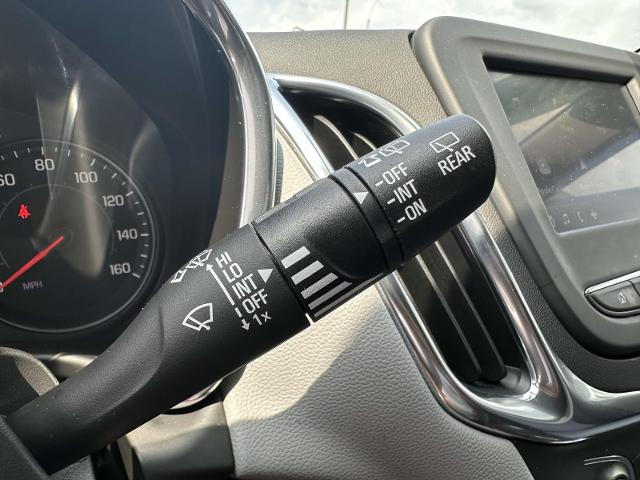 60
80
100
120
140
160
MPH
HI
LO
INT
OFF
1x
-OFF
-INT
-ON
REAR